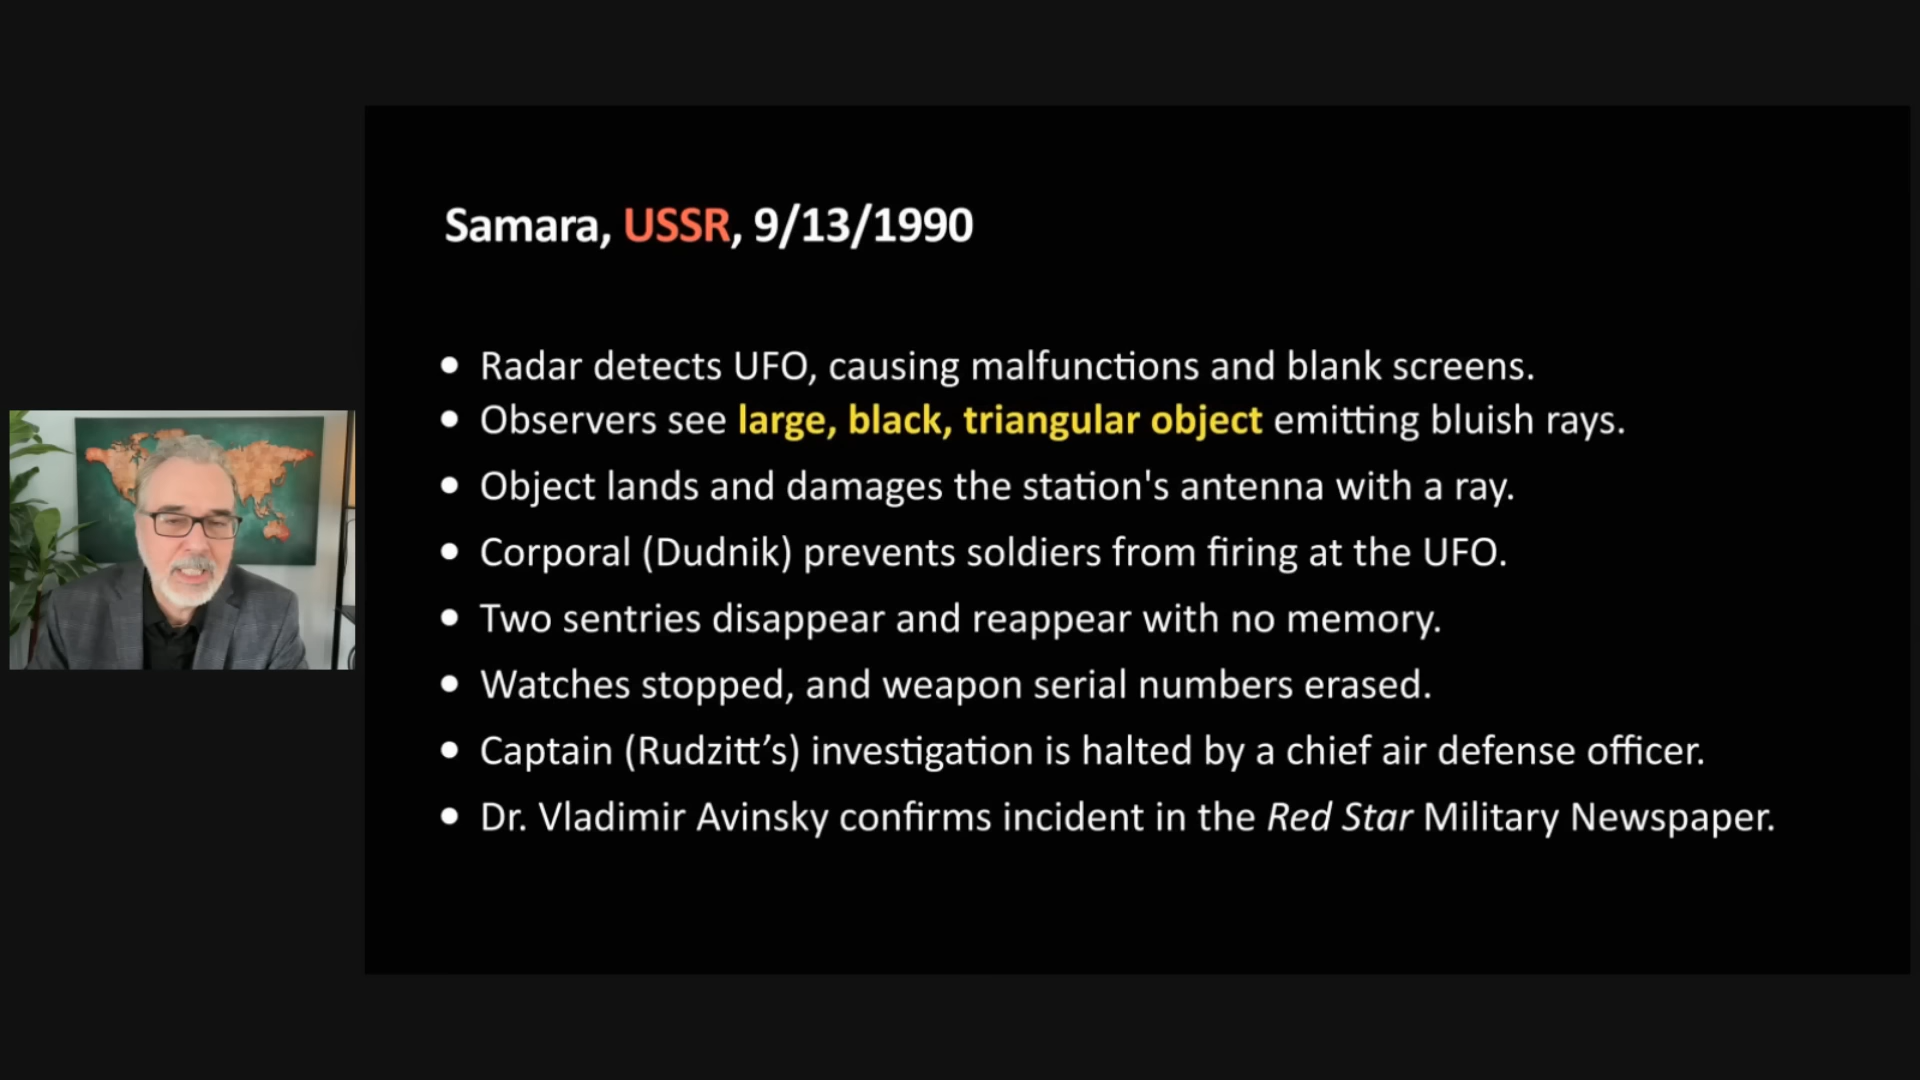 Samara, USSR, 9/13/1990
• Radar detects UFO, causing malfunctions and blank screens.
• Observers see large, black, triangular object emitting bluish rays.
• Object lands and damages the station's antenna with a ray.
• Corporal (Dudnik) prevents soldiers from firing at the UFO.
• Two sentries disappear and reappear with no memory.
• Watches stopped, and weapon serial numbers erased.
• Captain (Rudzitt’s) investigation is halted by a chief air defense officer.
• Dr. Vladimir Avinsky confirms incident in the Red Star Military Newspaper.